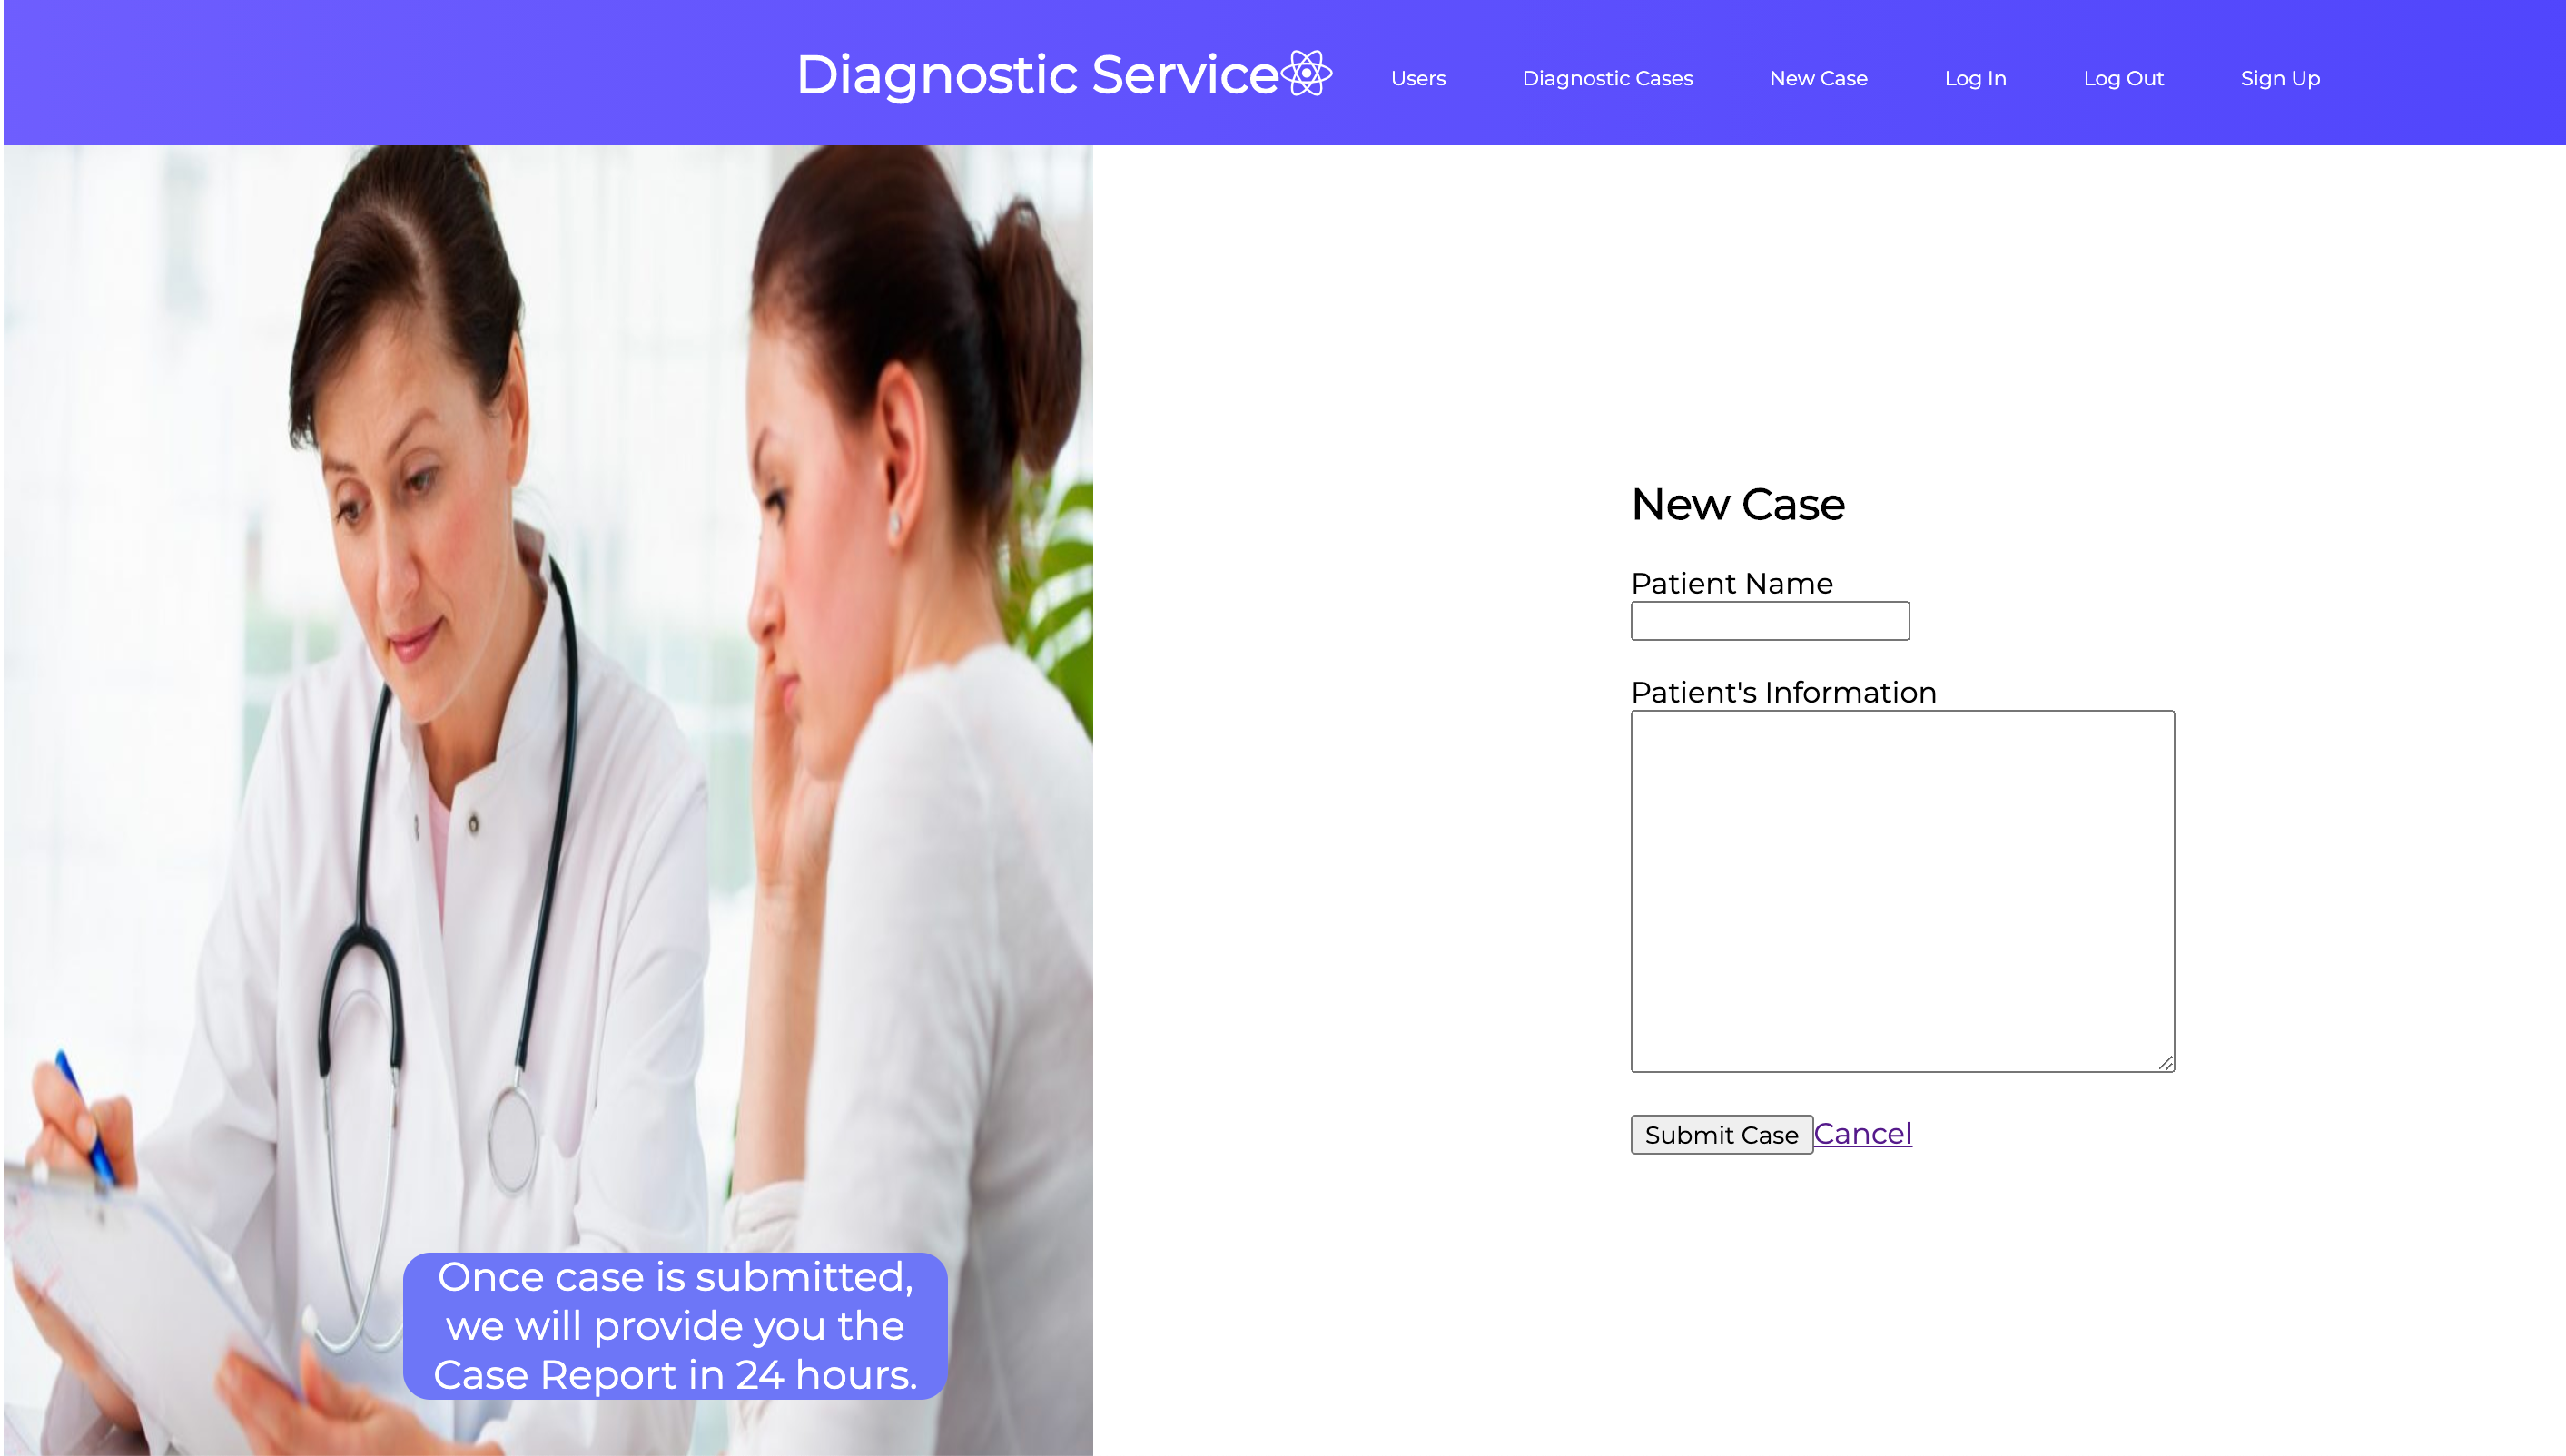 Diagnostic Service
Users Diagnostic Cases New Case Log In Log Out Sign Up
New Case
Patient Name
Patient's Information
Submit Case Cancel
Once case is submitted,
we will provide you the
Case Report in 24 hours.